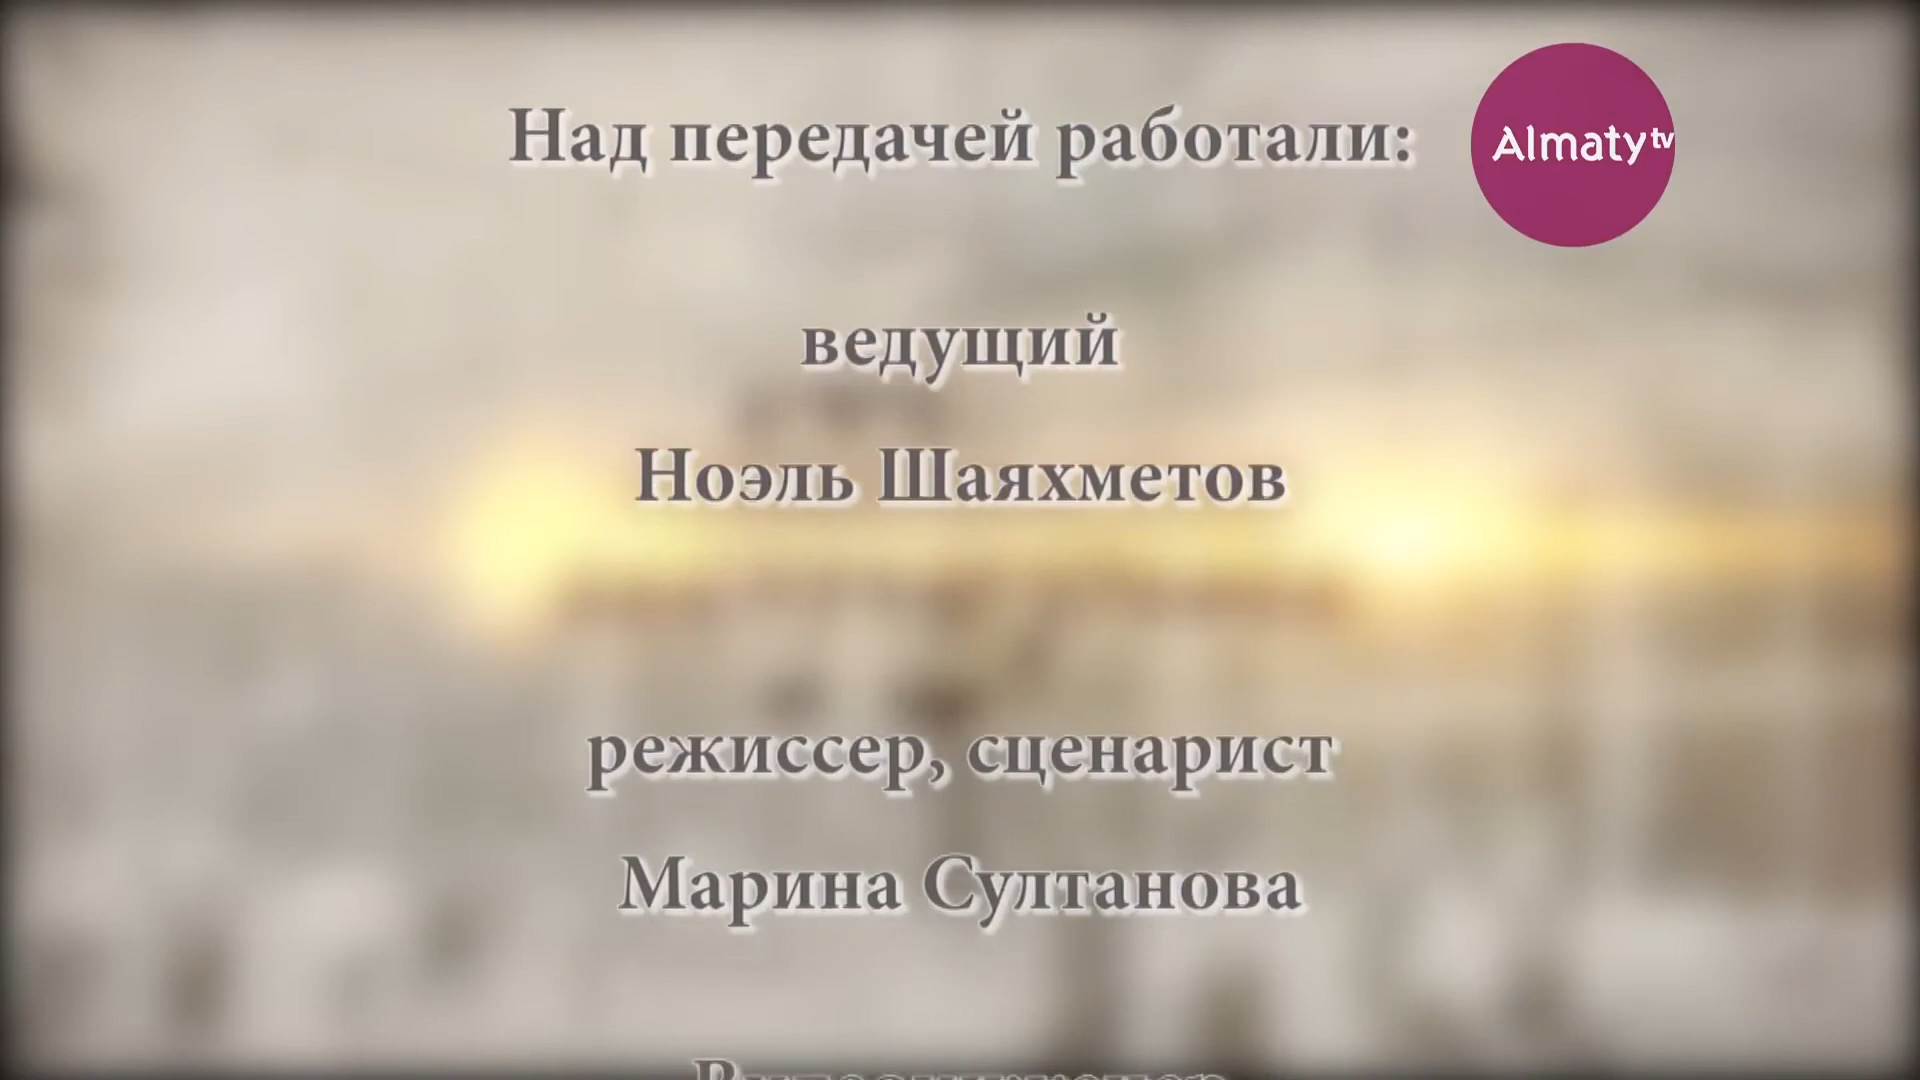 Над передачей работали:
Almaty tv
ведущий
Ноэль Шаяхметов
режиссер, сценарист
Марина Султанова